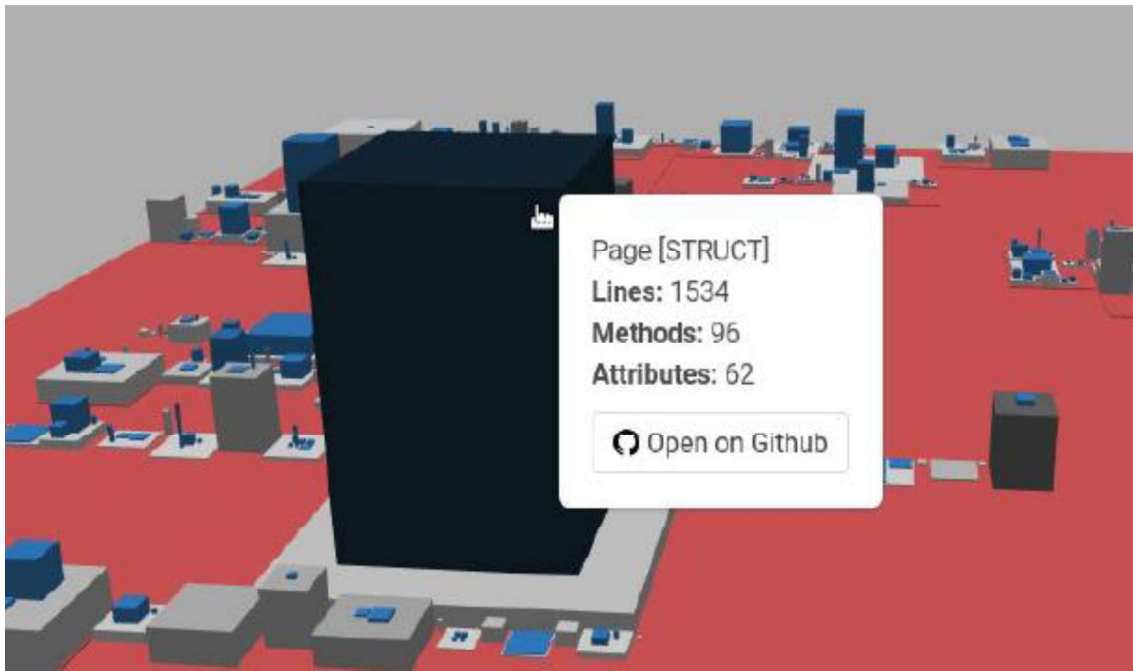 Page [STRUCT]
Lines: 1534
Methods: 96
Attributes: 62
Open on Github